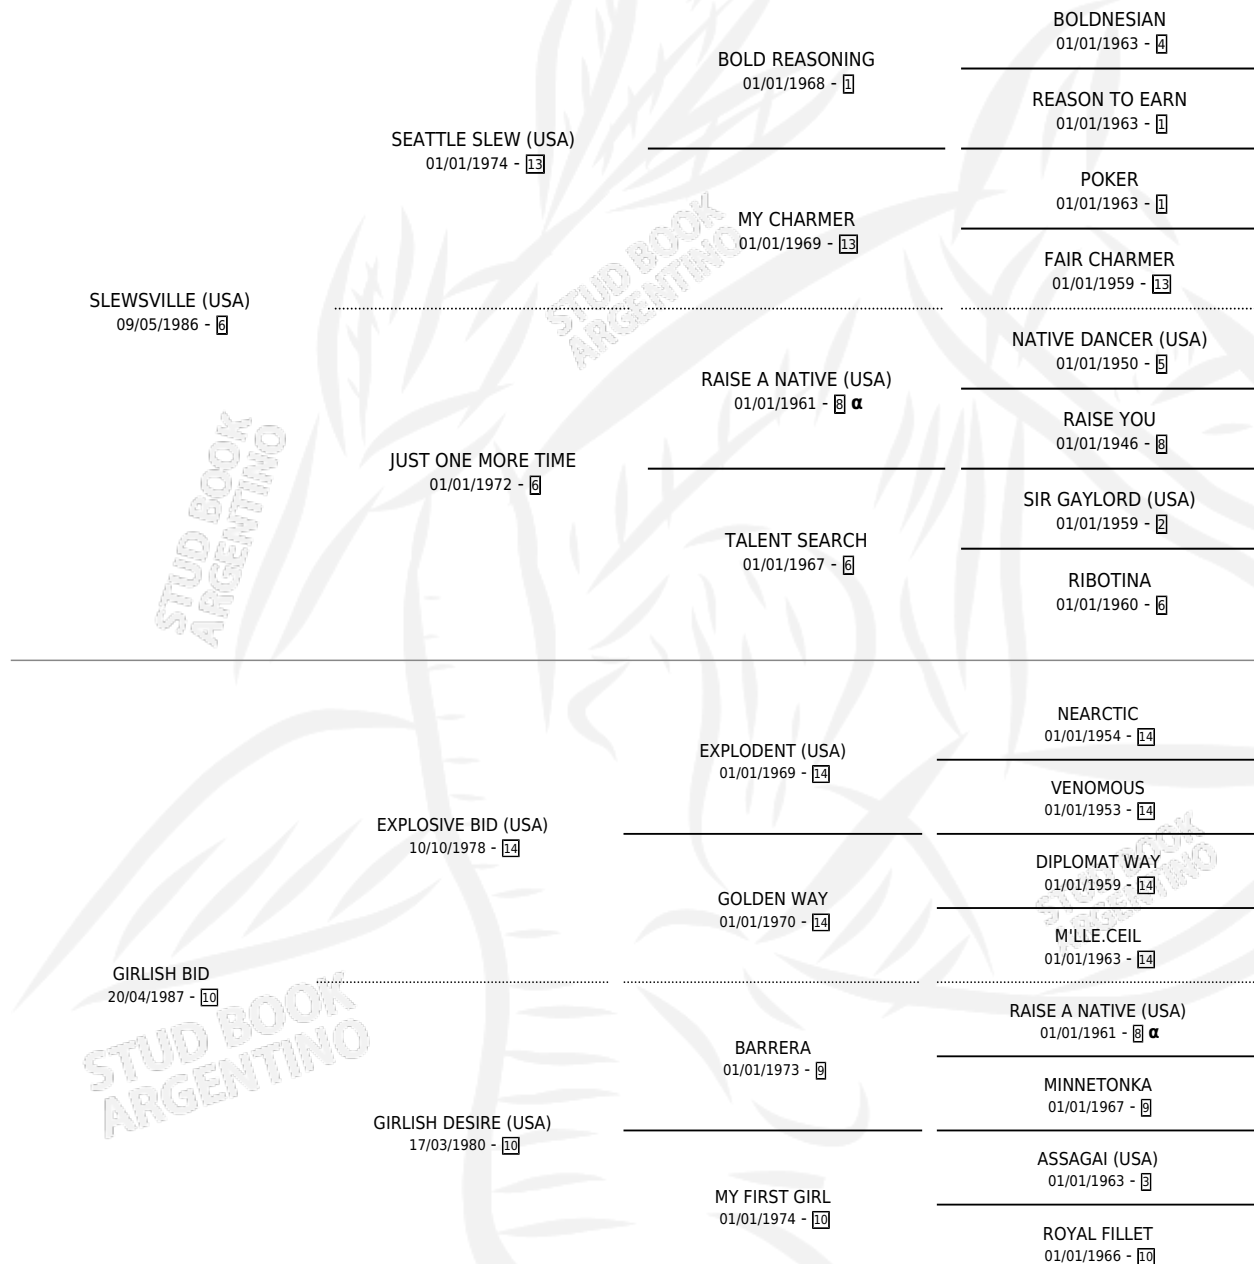 BOLDNESIAN
01/01/1963 - 4
BOLD REASONING
01/01/1968 - 1
REASON TO EARN
01/01/1963 - 1
SEATTLE SLEW (USA)
01/01/1974 - 13
POKER
01/01/1963 - 1
MY CHARMER
01/01/1969 - 13
FAIR CHARMER
01/01/1959 - 13
SLEWSVILLE (USA)
09/05/1986 - 6
NATIVE DANCER (USA)
01/01/1950 - 5
RAISE A NATIVE (USA)
01/01/1961 - 8 α
RAISE YOU
01/01/1946 - 8
JUST ONE MORE TIME
01/01/1972 - 6
SIR GAYLORD (USA)
01/01/1959 - 2
TALENT SEARCH
01/01/1967 - 6
RIBOTINA
01/01/1960 - 6
NEARCTIC
01/01/1954 - 14
EXPLODENT (USA)
01/01/1969 - 14
VENOMOUS
01/01/1953 - 14
EXPLOSIVE BID (USA)
10/10/1978 - 14
DIPLOMAT WAY
01/01/1959 - 14
GOLDEN WAY
01/01/1970 - 14
M'LLE.CEIL
01/01/1963 - 14
GIRLISH BID
20/04/1987 - 10
RAISE A NATIVE (USA)
01/01/1961 - 8 α
BARRERA
01/01/1973 - 9
MINNETONKA
01/01/1967 - 9
GIRLISH DESIRE (USA)
17/03/1980 - 10
ASSAGAI (USA)
01/01/1963 - 3
MY FIRST GIRL
01/01/1974 - 10
ROYAL FILLET
01/01/1966 - 10
STUD BOOK
ARGENTINO
STUD BOOK
ARGENTINO
STUD BOOK
ARGENTINO
STUD BOOK
ARGENTINO